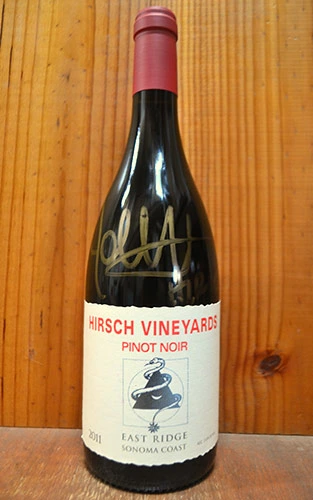 HIRSCH VINEYARDS
PINOT NOIR
2011
EAST RIDGE
SONOMA COAST